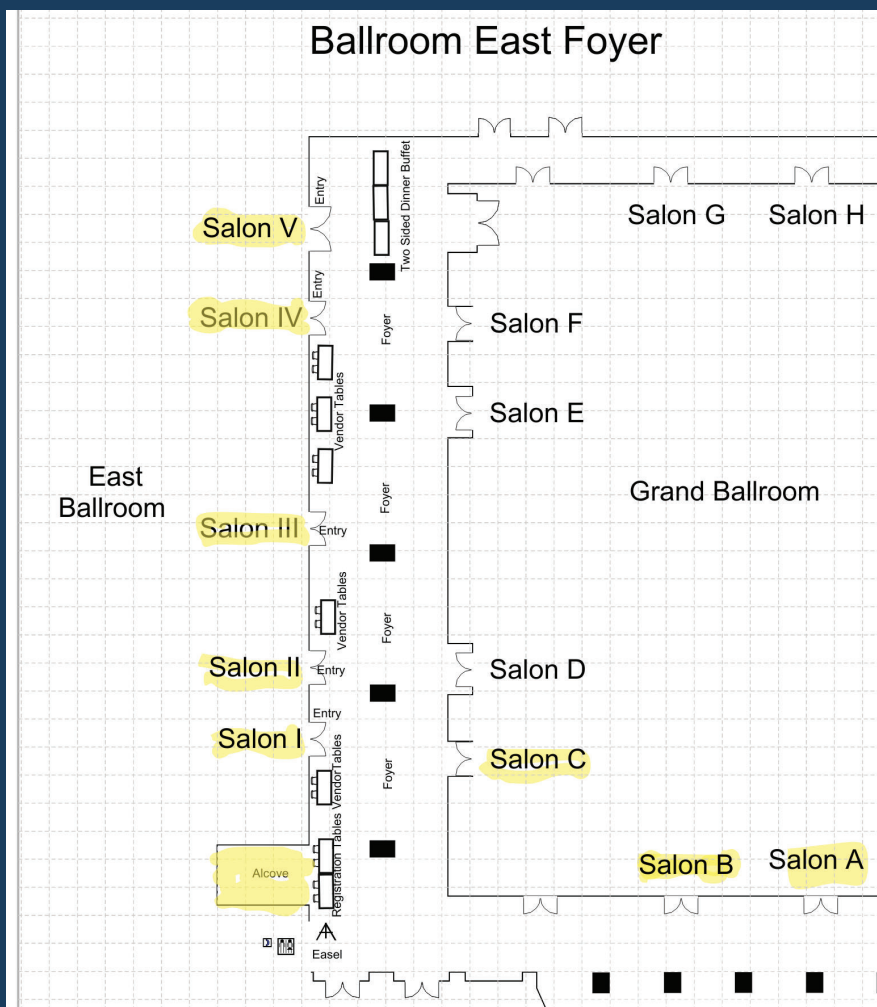 Ballroom East Foyer
Two Sided Dinner Buffet
Entry
Salon V
Salon G
Salon H
Entry
Salon IV
Foyer
Salon F
Vendor Tables
Salon E
East
Ballroom
Foyer
Grand Ballroom
Salon III
Entry
Vendor Tables
Foyer
Salon II
Entry
Salon D
Entry
Salon I
VendorTables
Foyer
Salon C
Registration Tables
Alcove
Salon B
Salon A
Easel